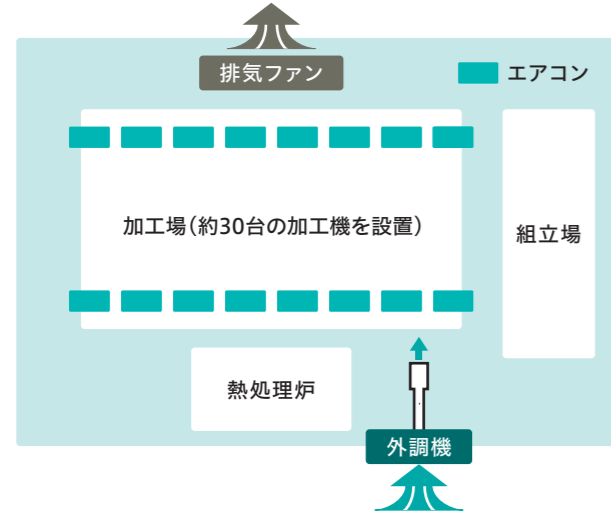 排気ファン
エアコン
加工場(約30台の加工機を設置)
組立場
熱処理炉
外調機